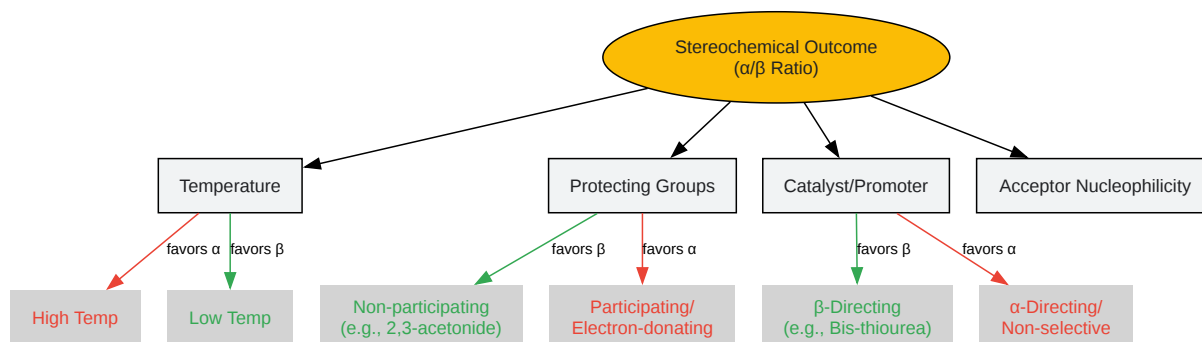 Stereochemical Outcome
(α/β Ratio)
Temperature
Protecting Groups
Catalyst/Promoter
Acceptor Nucleophilicity
favors α
favors β
favors β
favors α
favors β
favors α
High Temp
Low Temp
Non-participating
(e.g., 2,3-acetonide)
Participating/
Electron-donating
β-Directing
(e.g., Bis-thiourea)
α-Directing/
Non-selective